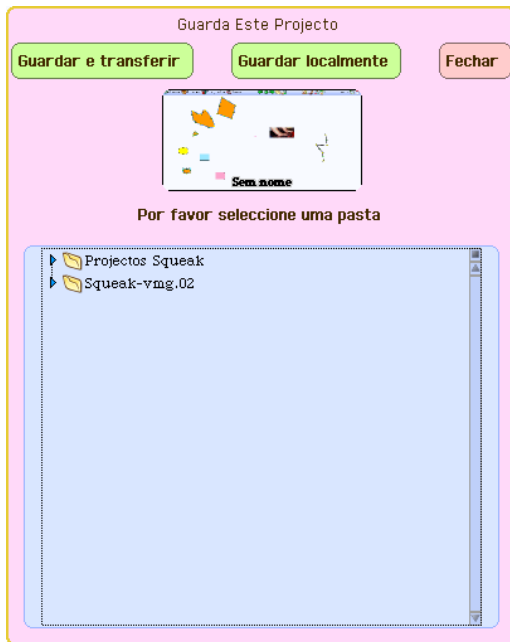 Guarda Este Projecto
Guardar e transferir Guardar localmente Fechar
Sem nome
Por favor seleccione uma pasta
Projectos Squeak
Squeak-vmg.02